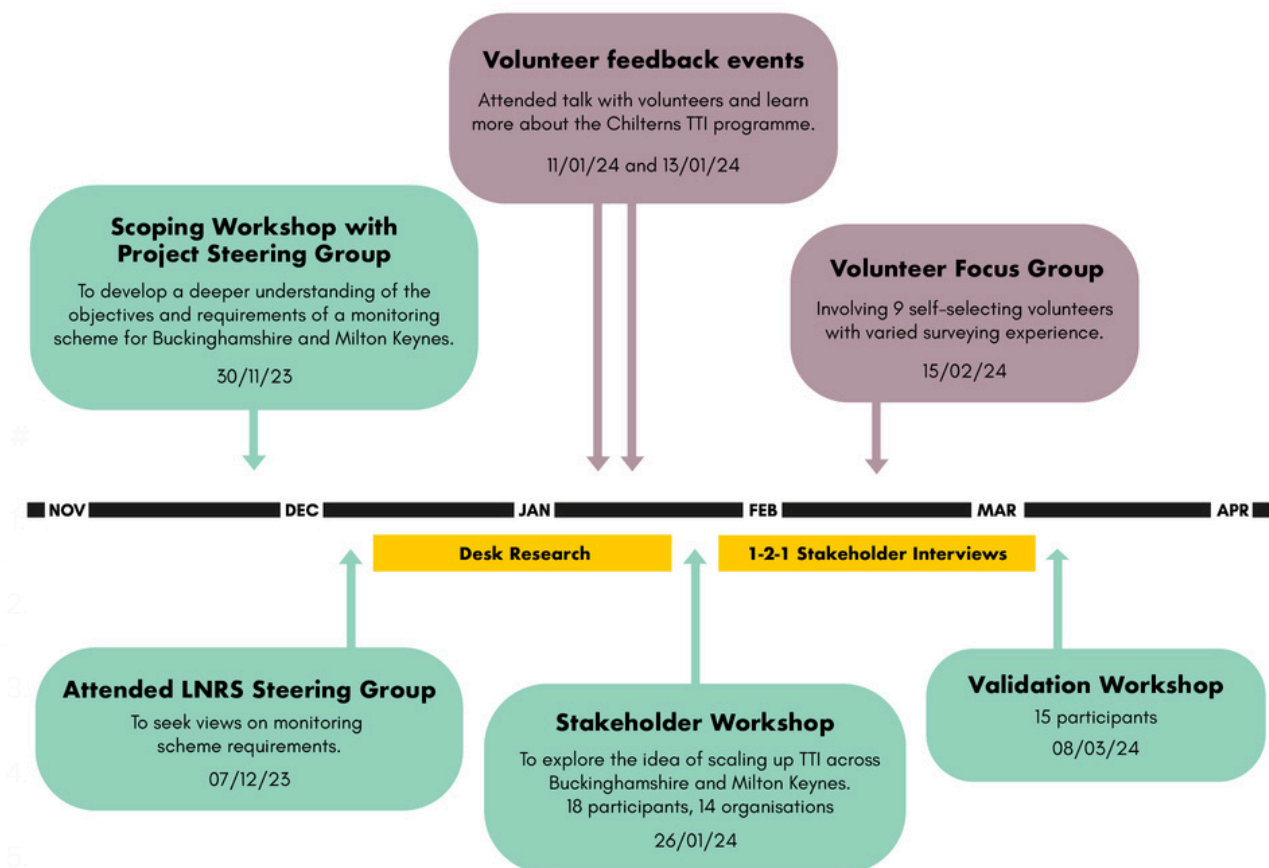 Volunteer feedback events
Attended talk with volunteers and learn
more about the Chilterns TTI programme.
11/01/24 and 13/01/24
Scoping Workshop with
Project Steering Group
To develop a deeper understanding of the
objectives and requirements of a monitoring
scheme for Buckinghamshire and Milton Keynes.
30/11/23
Volunteer Focus Group
Involving 9 self-selecting volunteers
with varied surveying experience.
15/02/24
#
NOV DEC JAN FEB MAR APR
1.
Desk Research
1-2-1 Stakeholder Interviews
2.
3.
4.
5.
Attended LNRS Steering Group
To seek views on monitoring
scheme requirements.
07/12/23
Stakeholder Workshop
To explore the idea of scaling up TTI across
Buckinghamshire and Milton Keynes.
18 participants, 14 organisations
26/01/24
Validation Workshop
15 participants
08/03/24